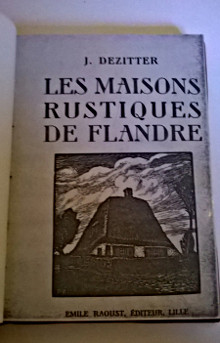 J. DEZITTER
LES MAISONS
RUSTIQUES
DE FLANDRE
EMILE RAOUST, ÉDITEUR, LILLE